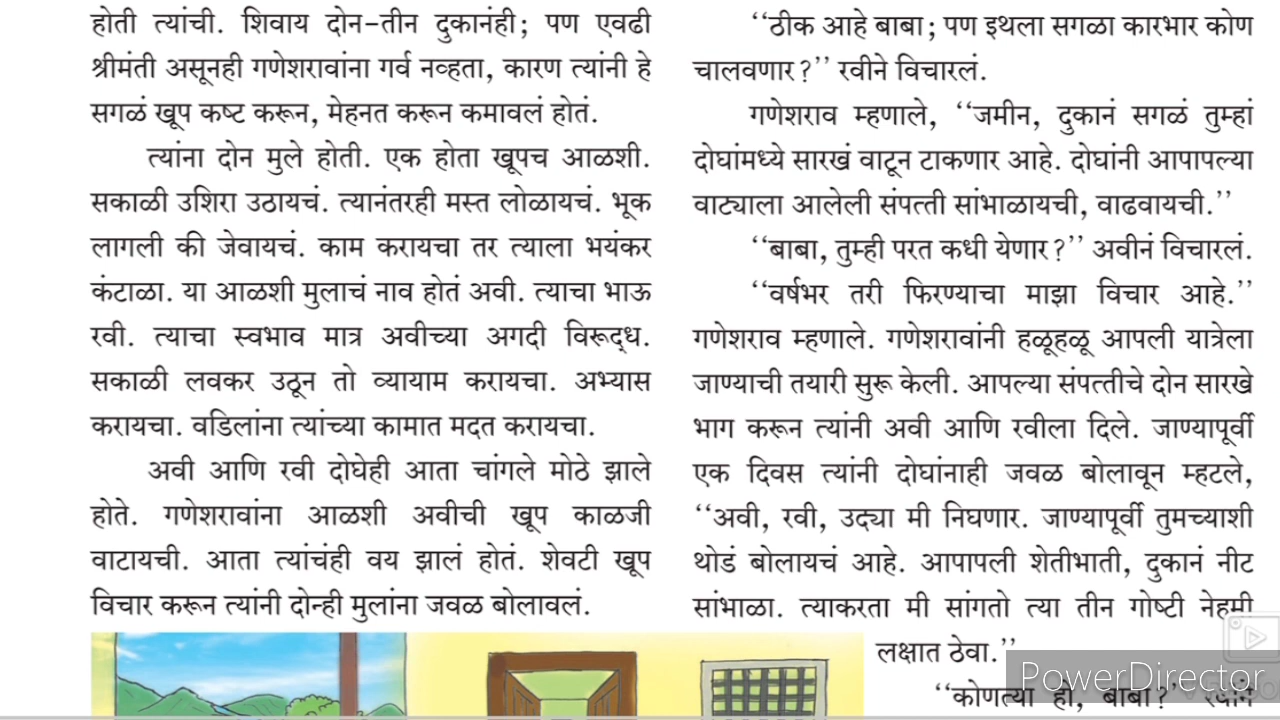 होती त्यांची. शिवाय दोन-तीन दुकानंही; पण एवढी
श्रीमंती असूनही गणेशरावांना गर्व नव्हता, कारण त्यांनी हे
सगळं खूप कष्ट करून, मेहनत करून कमावलं होतं.
त्यांना दोन मुले होती. एक होता खूपच आळशी.
सकाळी उशिरा उठायचं. त्यानंतरही मस्त लोळायचं. भूक
लागली की जेवायचं. काम करायचा तर त्याला भयंकर
कंटाळा. या आळशी मुलाचं नाव होतं अवी. त्याचा भाऊ
रवी. त्याचा स्वभाव मात्र अवीच्या अगदी विरूद्ध.
सकाळी लवकर उठून तो व्यायाम करायचा. अभ्यास
करायचा. वडिलांना त्यांच्या कामात मदत करायचा.
अवी आणि रवी दोघेही आता चांगले मोठे झाले
होते. गणेशरावांना आळशी अवीची खूप काळजी
वाटायची. आता त्यांचंही वय झालं होतं. शेवटी खूप
विचार करून त्यांनी दोन्ही मुलांना जवळ बोलावलं.
‘‘ठीक आहे बाबा; पण इथला सगळा कारभार कोण
चालवणार?’’ रवीने विचारलं.
गणेशराव म्हणाले, ‘‘जमीन, दुकानं सगळं तुम्हां
दोघांमध्ये सारखं वाटून टाकणार आहे. दोघांनी आपापल्या
वाट्याला आलेली संपत्ती सांभाळायची, वाढवायची.’’
‘‘बाबा, तुम्ही परत कधी येणार?’’ अवीनं विचारलं.
‘‘वर्षभर तरी फिरण्याचा माझा विचार आहे.’’
गणेशराव म्हणाले. गणेशरावांनी हळूहळू आपली यात्रेला
जाण्याची तयारी सुरू केली. आपल्या संपत्तीचे दोन सारखे
भाग करून त्यांनी अवी आणि रवीला दिले. जाण्यापूर्वी
एक दिवस त्यांनी दोघांनाही जवळ बोलावून म्हटले,
‘‘अवी, रवी, उद्या मी निघणार. जाण्यापूर्वी तुमच्याशी
थोडं बोलायचं आहे. आपापली शेतीभाती, दुकानं नीट
सांभाळा. त्याकरता मी सांगतो त्या तीन गोष्टी नेहमी
लक्षात ठेवा.’’
‘‘कोणत्या हो, बाबा?’
PowerDirector